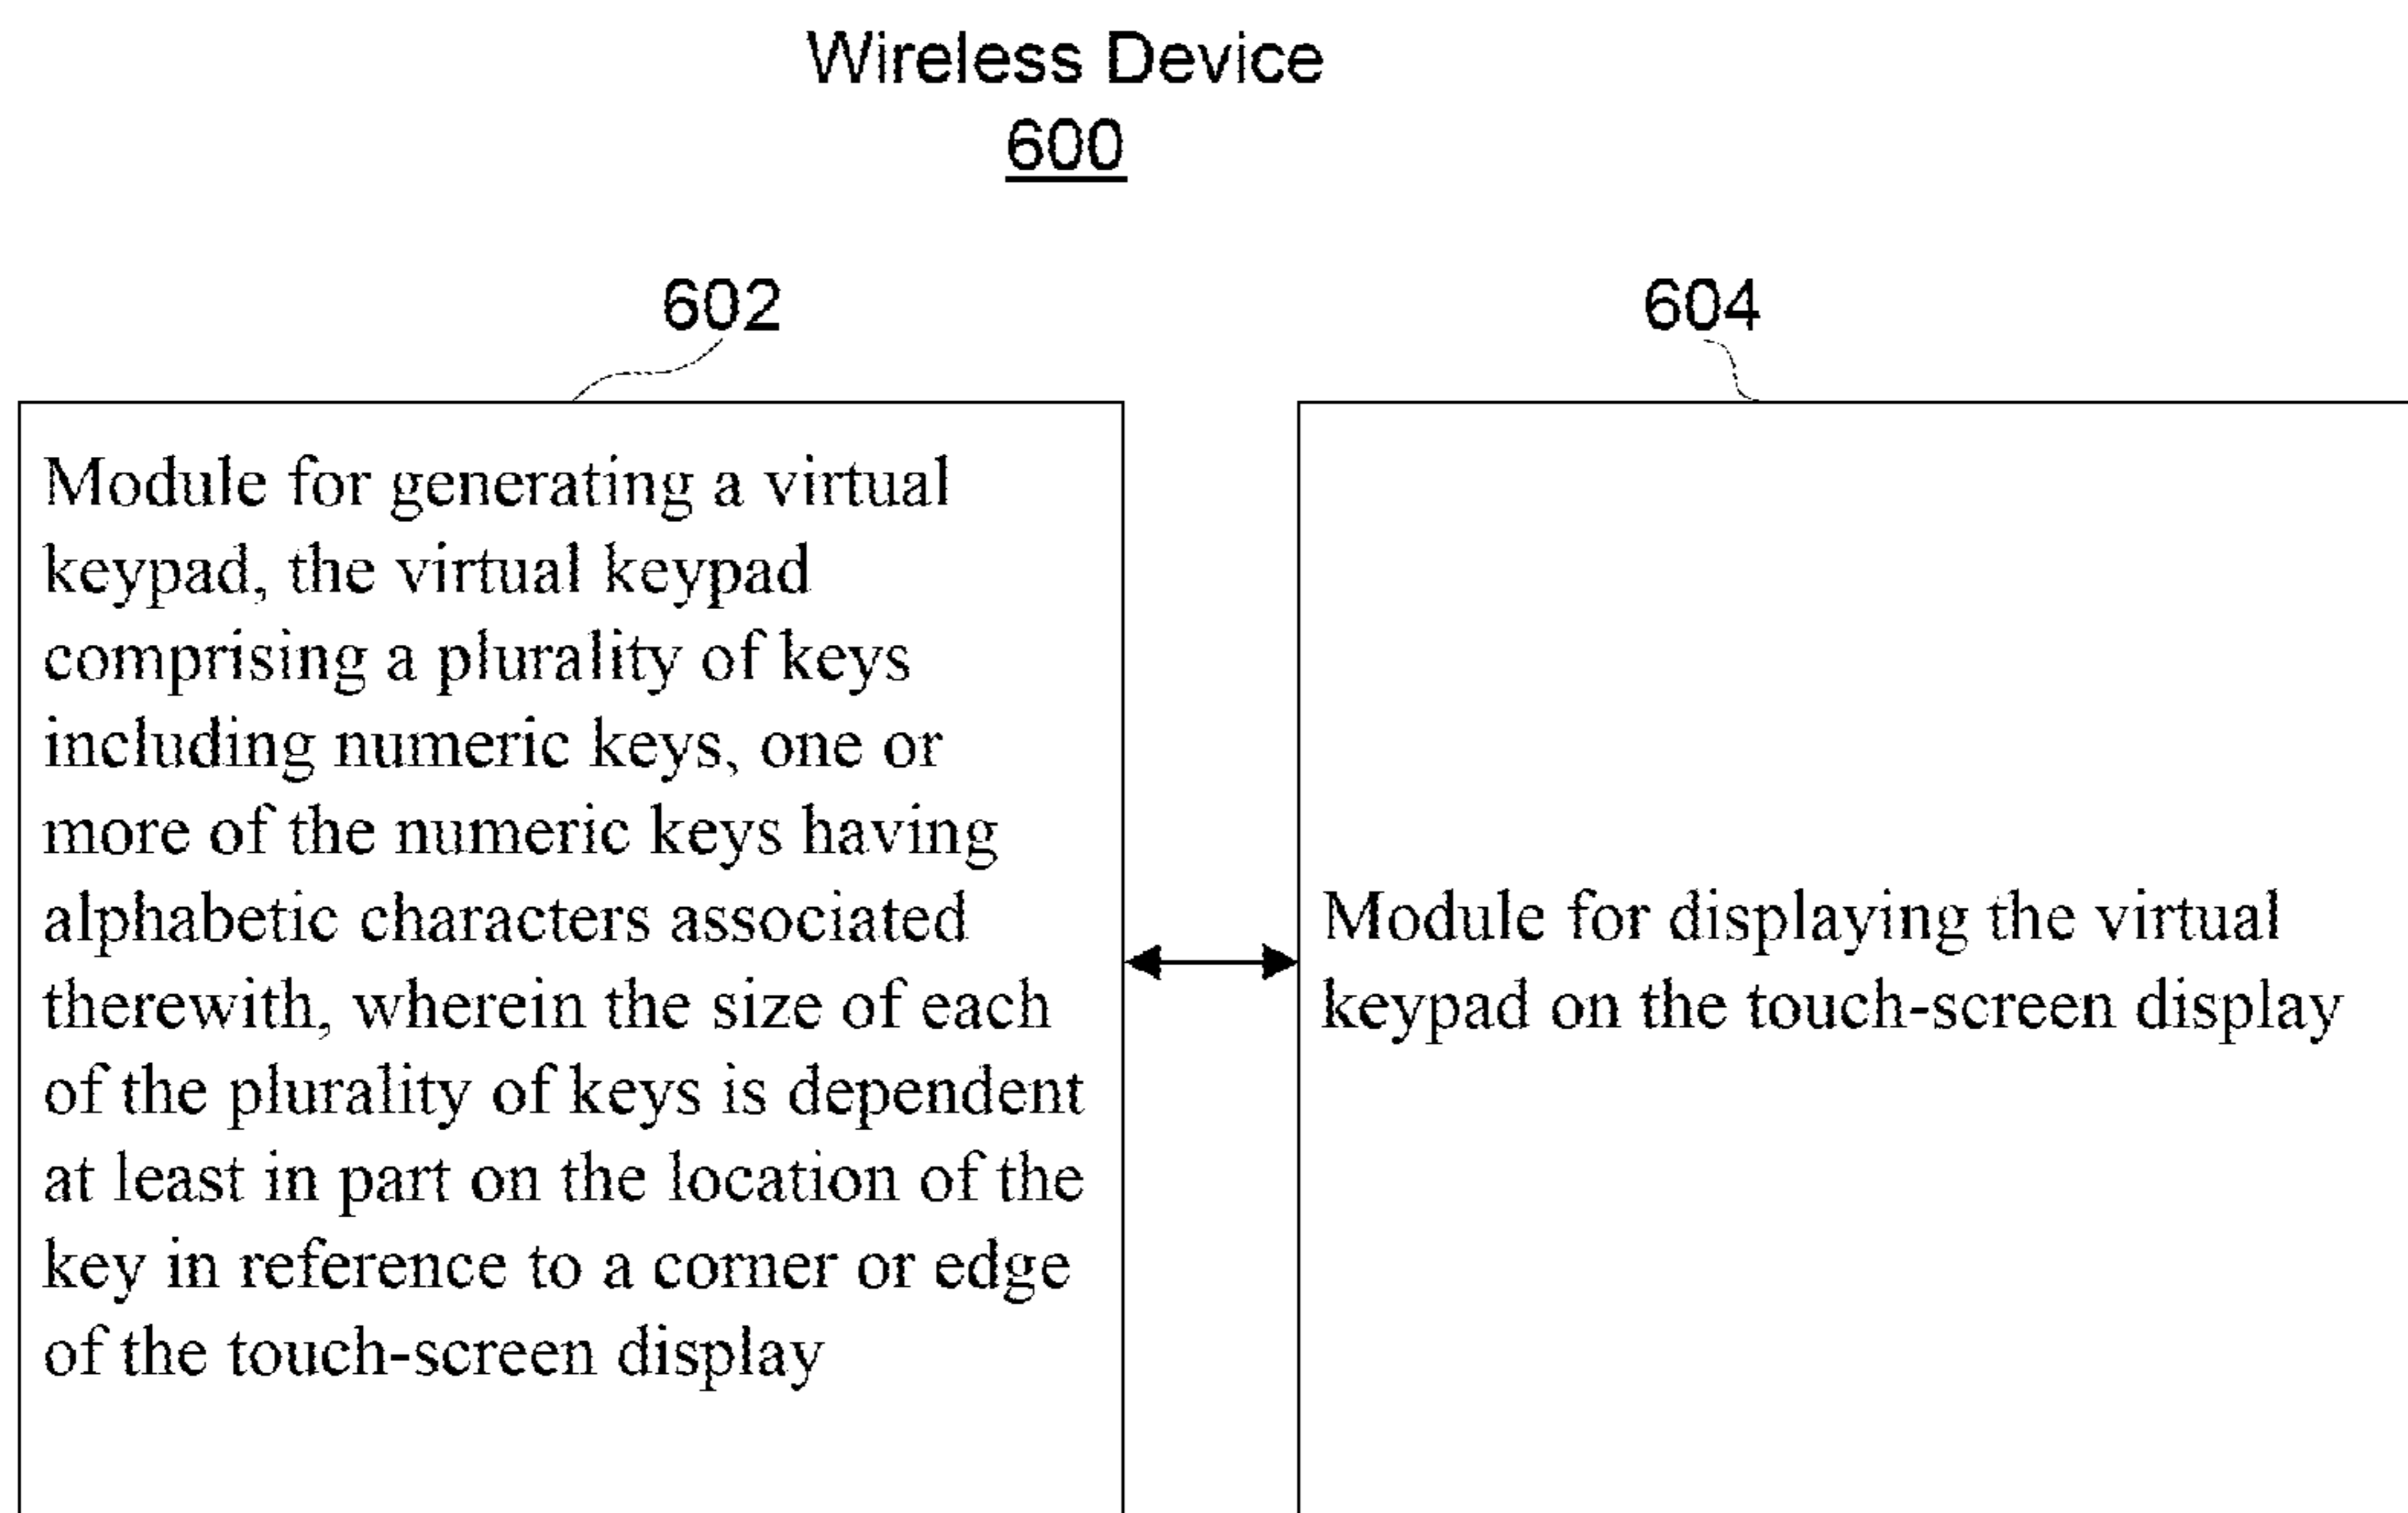 Wireless Device
600
602
604
Module for generating a virtual
keypad, the virtual keypad
comprising a plurality of keys
including numeric keys, one or
more of the numeric keys having
alphabetic characters associated
therewith, wherein the size of each
of the plurality of keys is dependent
at least in part on the location of the
key in reference to a corner or edge
of the touch-screen display
Module for displaying the virtual
keypad on the touch-screen display